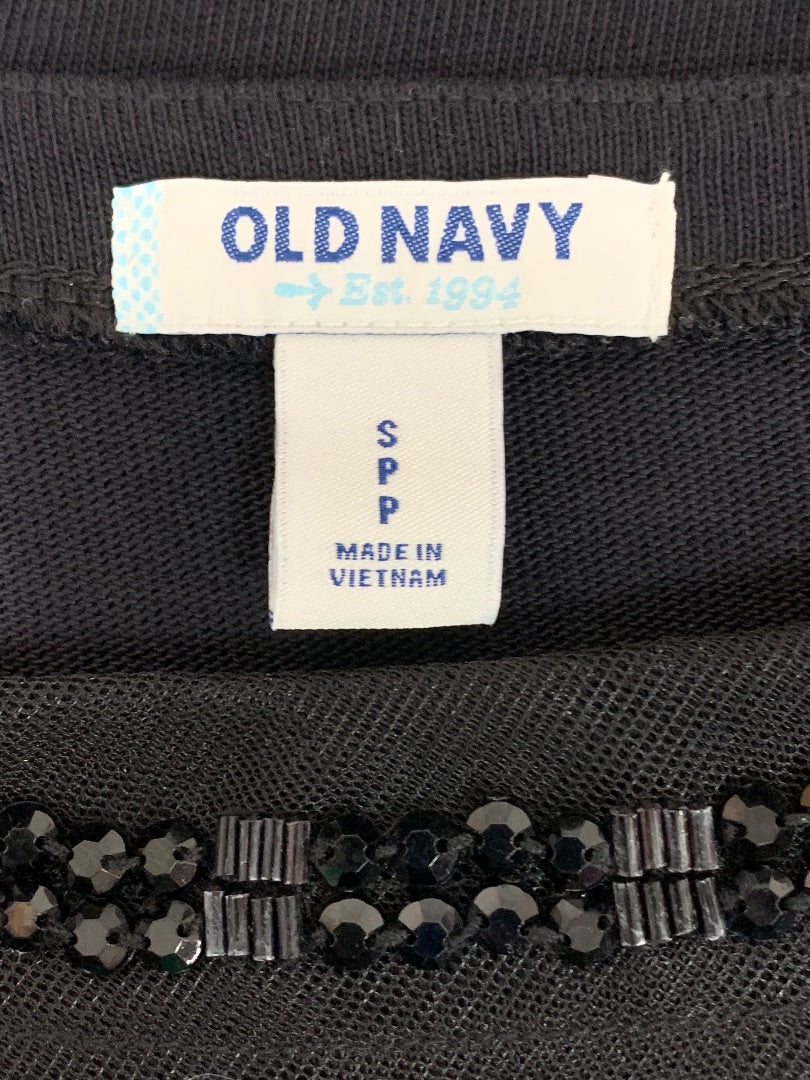 OLD NAVY
Est. 1994
S
P
P
MADE IN
VIETNAM